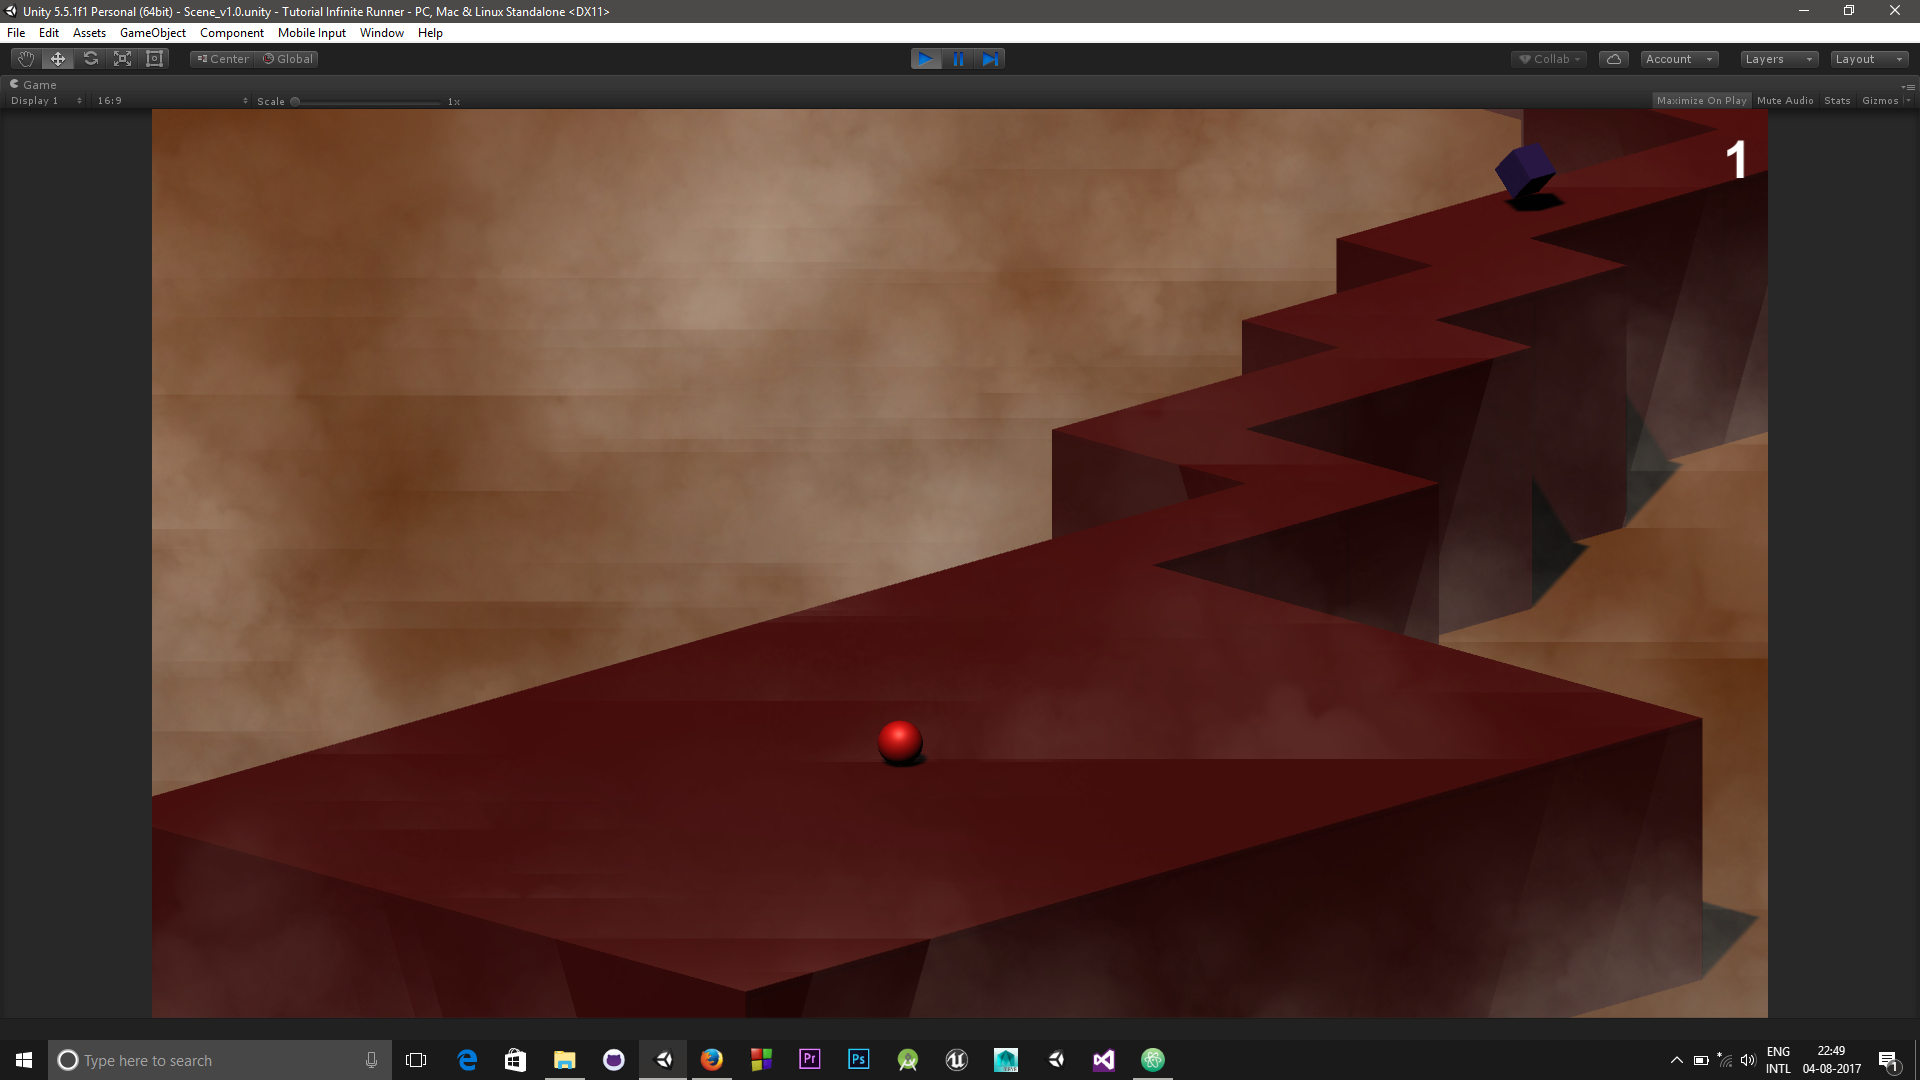 Unity 5.5.1f1 Personal (64bit) - Scene_v1.0.unity - Tutorial Infinite Runner - PC, Mac & Linux Standalone <DX11>
File Edit Assets GameObject Component Mobile Input Window Help
Center Global Collab Account Layers Layout
Game
Display 1 16:9 Scale 1x Maximize On Play Mute Audio Stats Gizmos
1
Type here to search
Pr Ps
ENG 22:49
INTL 04-08-2017 1